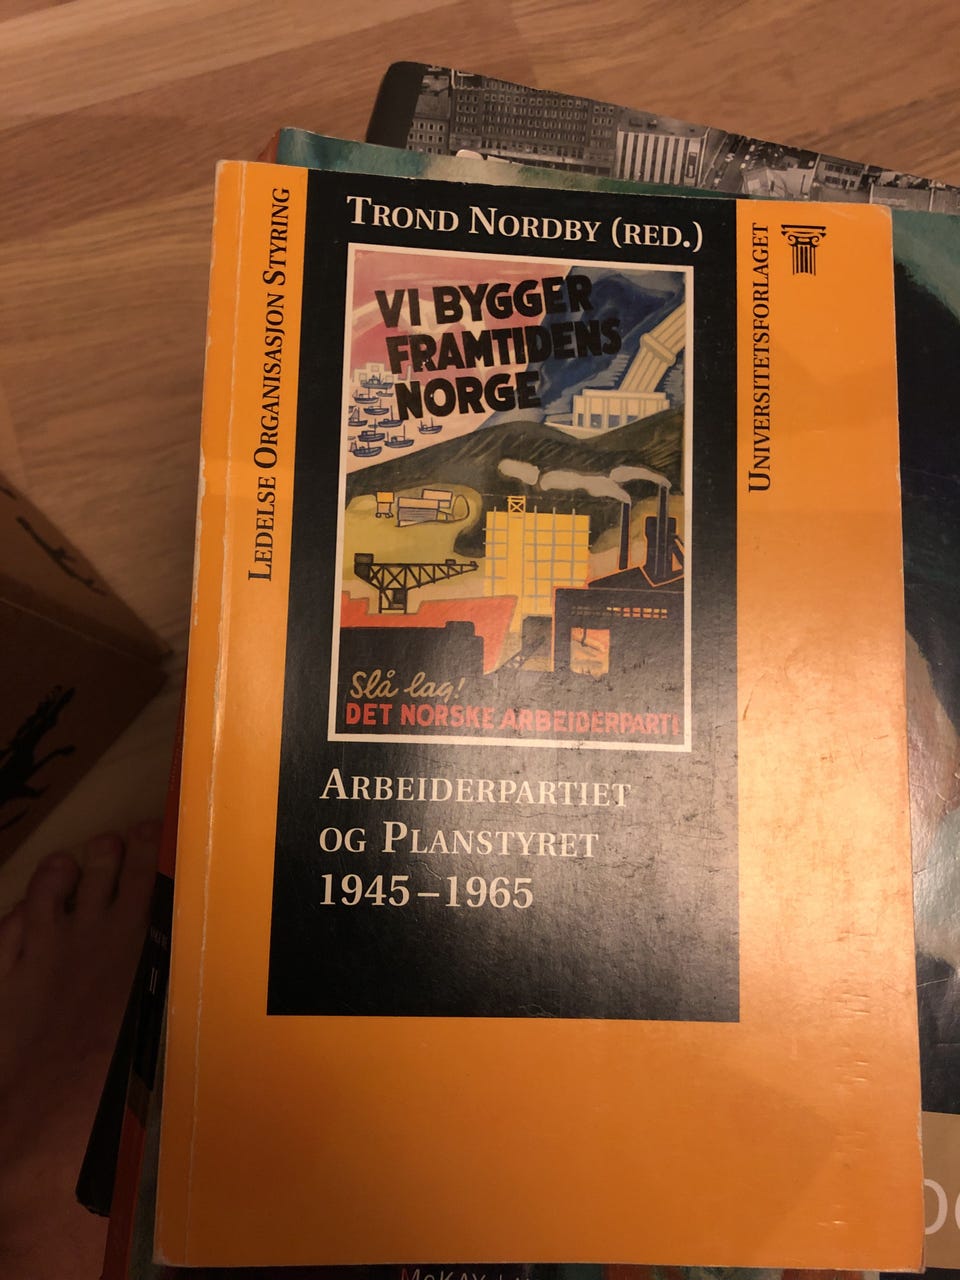 TROND NORDBY (RED.)
VI BYGGER
FRAMTIDENS
NORGE
Slå lag!
DET NORSKE ARBEIDERPARTI
ARBEIDERPARTIET
OG PLANSTYRET
1945–1965
LEDELSE ORGANISASJON STYRING
UNIVERSITETSFORLAGET
II